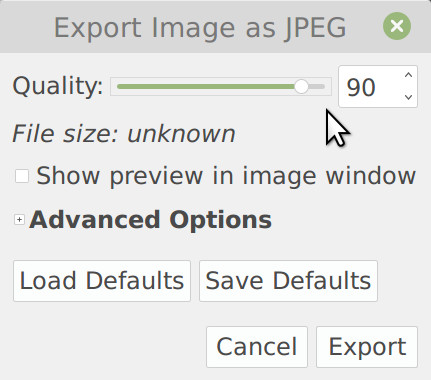 Export Image as JPEG
Quality: 90
File size: unknown
Show preview in image window
Advanced Options
Load Defaults Save Defaults
Cancel Export